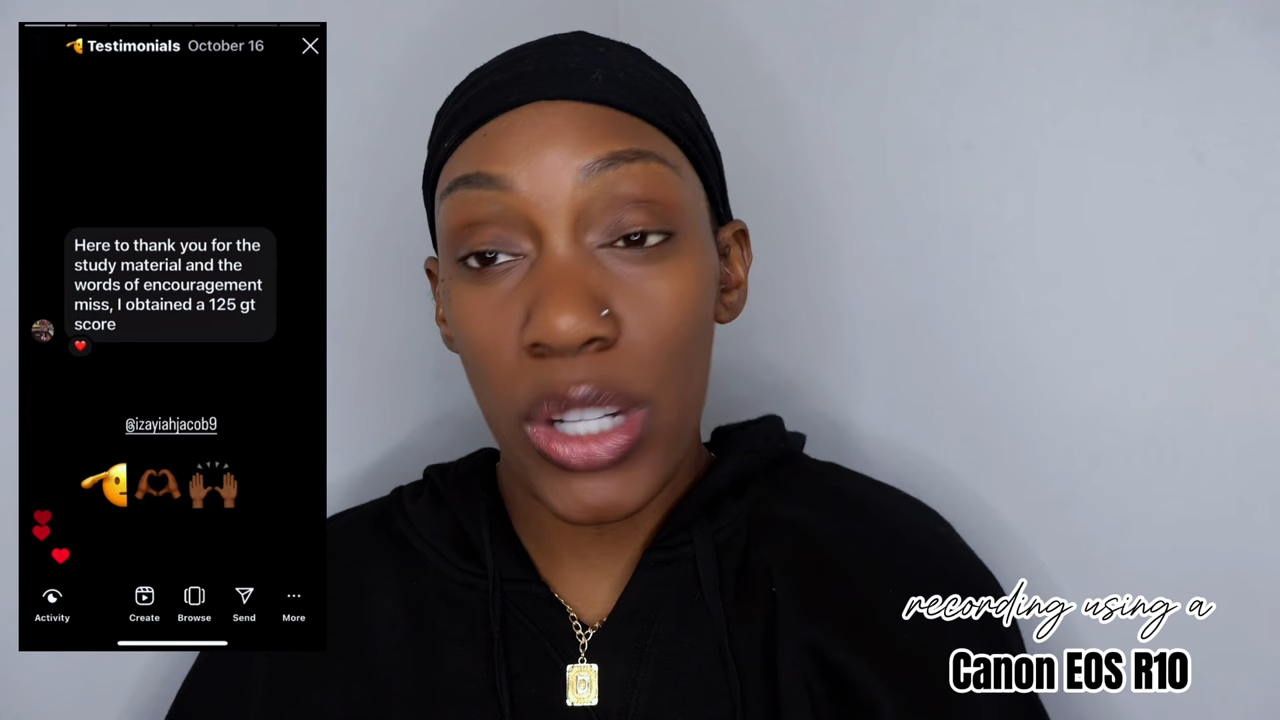 Testimonials October 16
Here to thank you for the
study material and the
words of encouragement
miss, I obtained a 125 gt
score
@izayiahjacob9
Activity
Create
Browse
Send
More
recording using a
Canon EOS R10